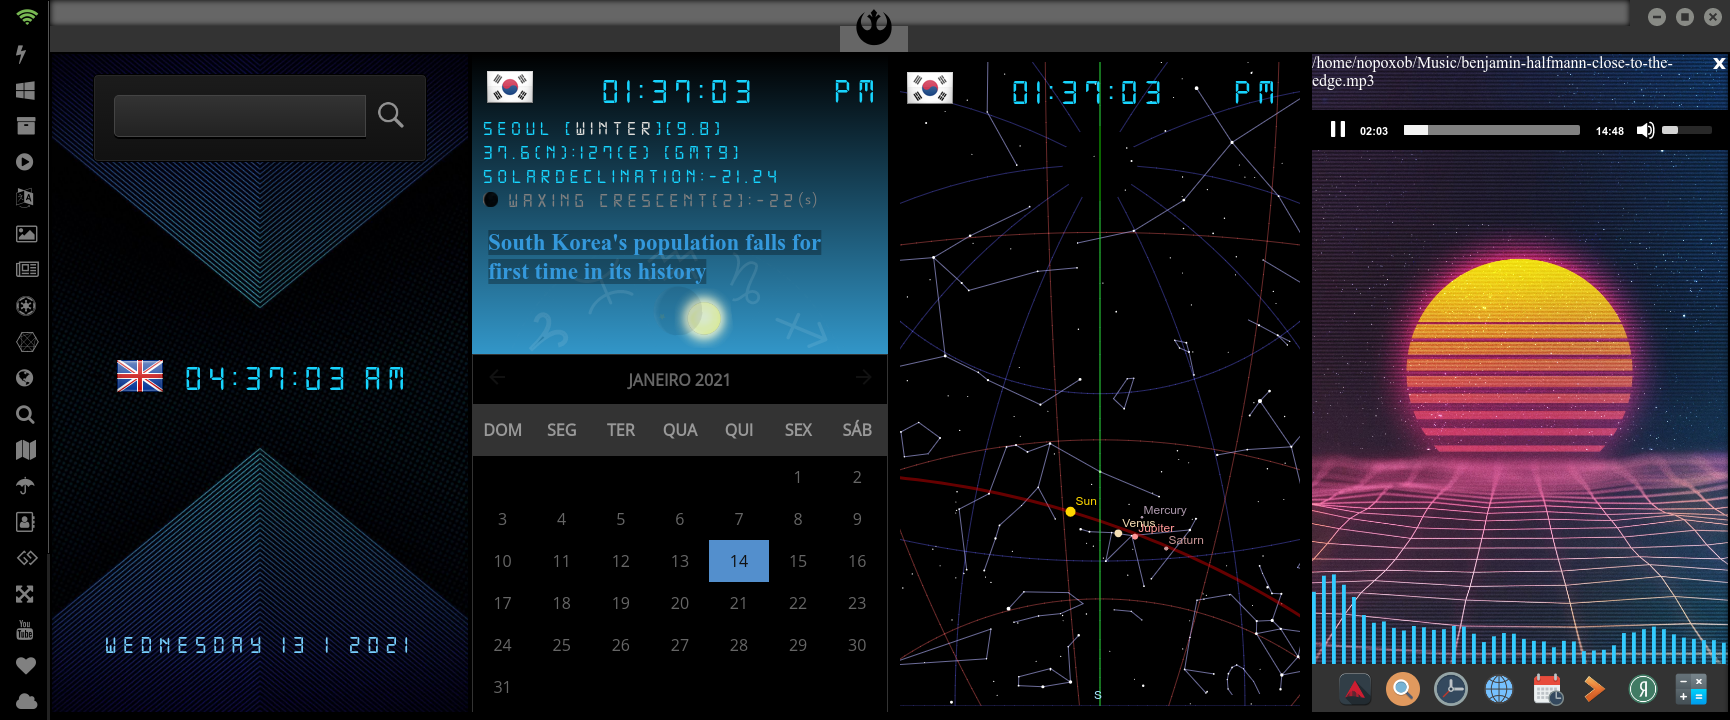 04:37:03 AM
WEDNESDAY 13 1 2021
01:37:03 PM
SEOUL [WINTER][9.8]
37.6(N):127(E) [GMT9]
SOLARDECLINATION:-21.24
WAXING CRESCENT[2]:-22(s)
South Korea's population falls for
first time in its history
JANEIRO 2021
DOM SEG TER QUA QUI SEX SÁB
1 2
3 4 5 6 7 8 9
10 11 12 13 14 15 16
17 18 19 20 21 22 23
24 25 26 27 28 29 30
31
01:37:03 PM
Sun
Mercury
Venus
Jupiter
Saturn
S
/home/nopoxob/Music/benjamin-halfmann-close-to-the-
edge.mp3
x
02:03
14:48
You
Tube
Я